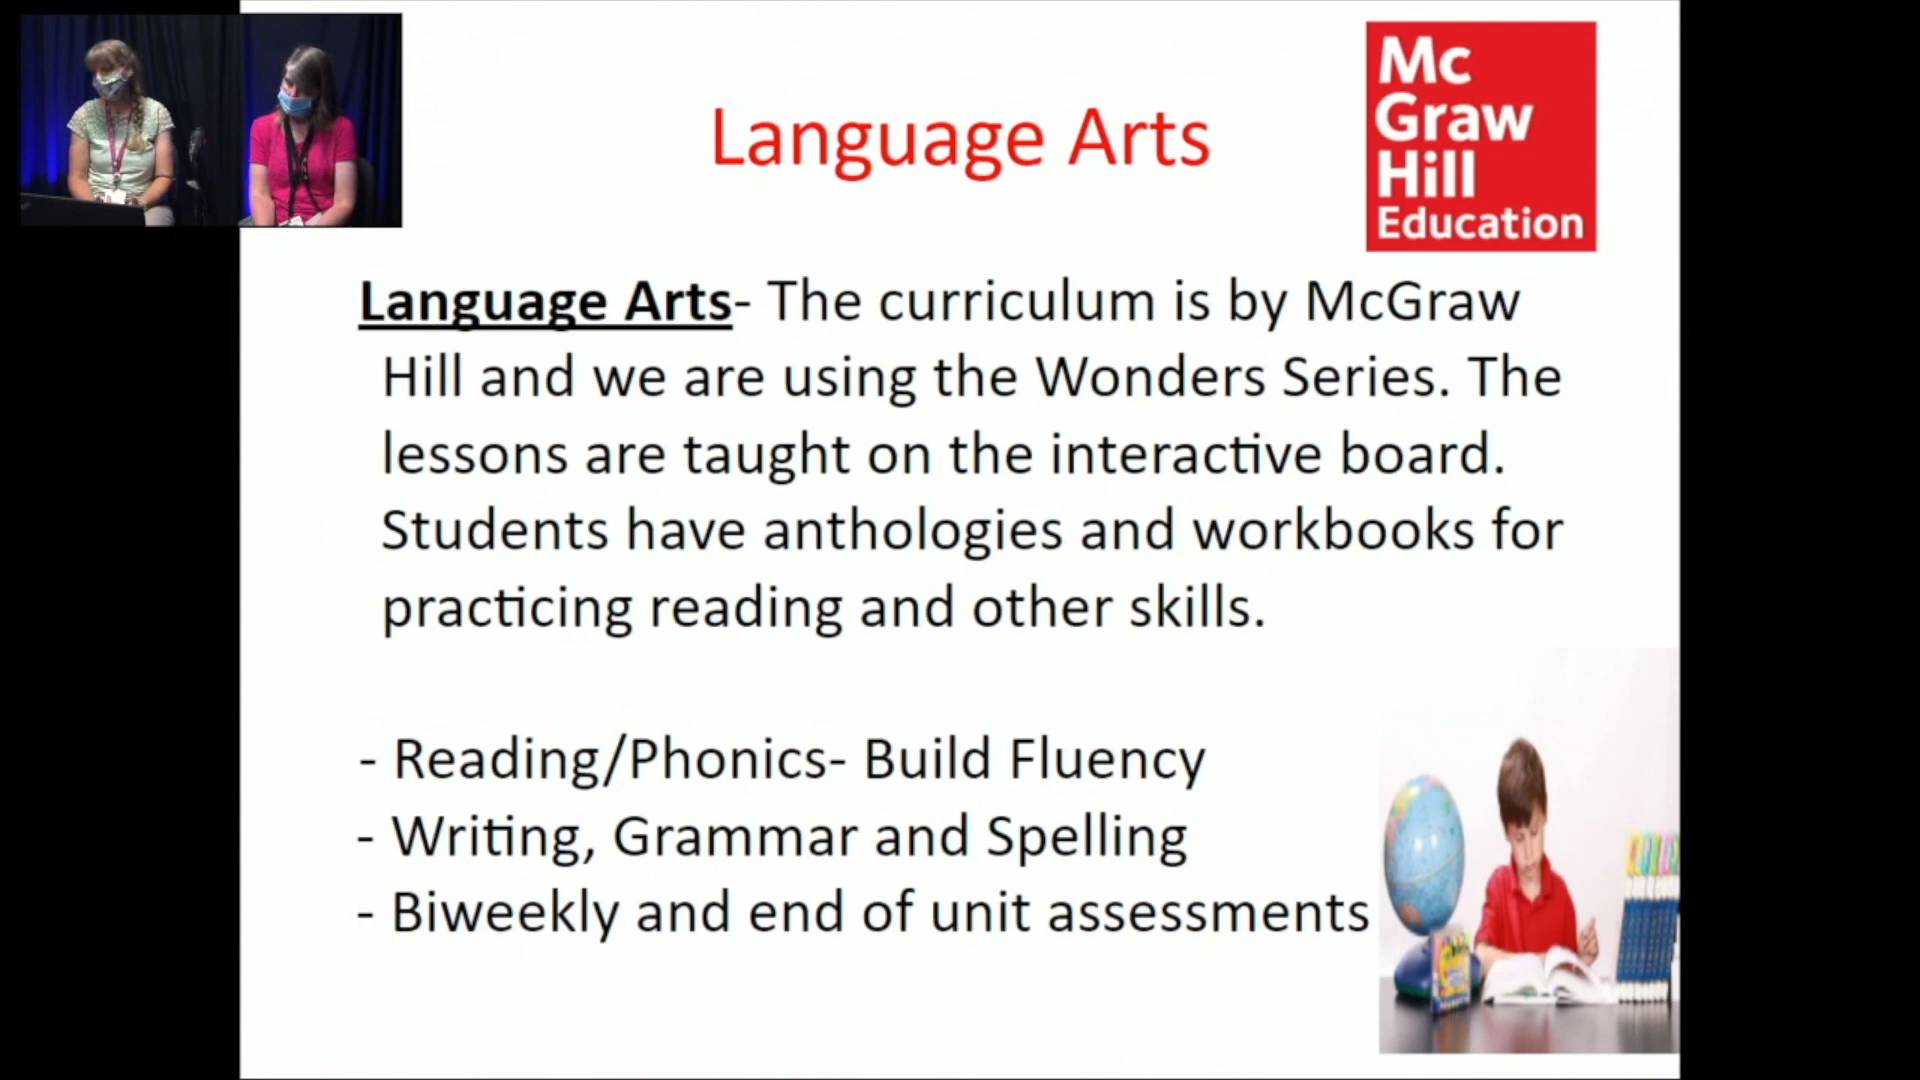 Language Arts
Mc
Graw
Hill
Education
Language Arts- The curriculum is by McGraw
Hill and we are using the Wonders Series. The
lessons are taught on the interactive board.
Students have anthologies and workbooks for
practicing reading and other skills.
- Reading/Phonics- Build Fluency
- Writing, Grammar and Spelling
- Biweekly and end of unit assessments